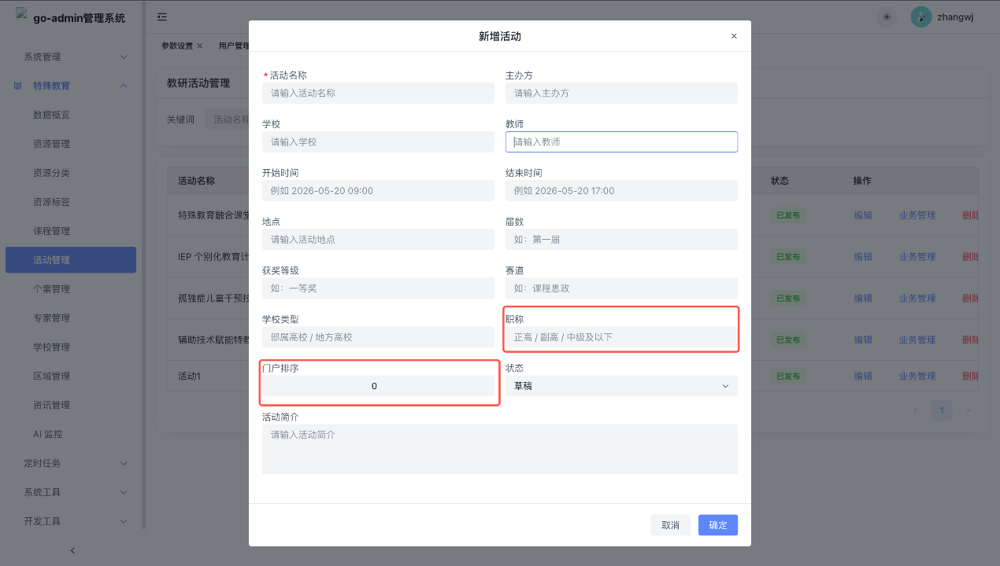 go-admin管理系统
zhangwj
参数设置
用户管理
系统管理
特殊教育
数据概览
资源管理
资源分类
资源标签
课程管理
活动管理
个案管理
专家管理
学校管理
区域管理
资讯管理
AI 监控
定时任务
系统工具
开发工具
教研活动管理
关键词
活动名称
活动名称
状态
操作
特殊教育融合课堂
已发布
编辑
业务管理
删除
IEP 个别化教育计
已发布
编辑
业务管理
删除
孤独症儿童干预技
已发布
编辑
业务管理
删除
辅助技术赋能特教
已发布
编辑
业务管理
删除
活动1
已发布
编辑
业务管理
删除
1
新增活动
* 活动名称
请输入活动名称
主办方
请输入主办方
学校
请输入学校
教师
请输入教师
开始时间
例如 2026-05-20 09:00
结束时间
例如 2026-05-20 17:00
地点
请输入活动地点
届数
如：第一届
获奖等级
如：一等奖
赛道
如：课程思政
学校类型
部属高校 / 地方高校
职称
正高 / 副高 / 中级及以下
门户排序
0
状态
草稿
活动简介
请输入活动简介
取消
确定